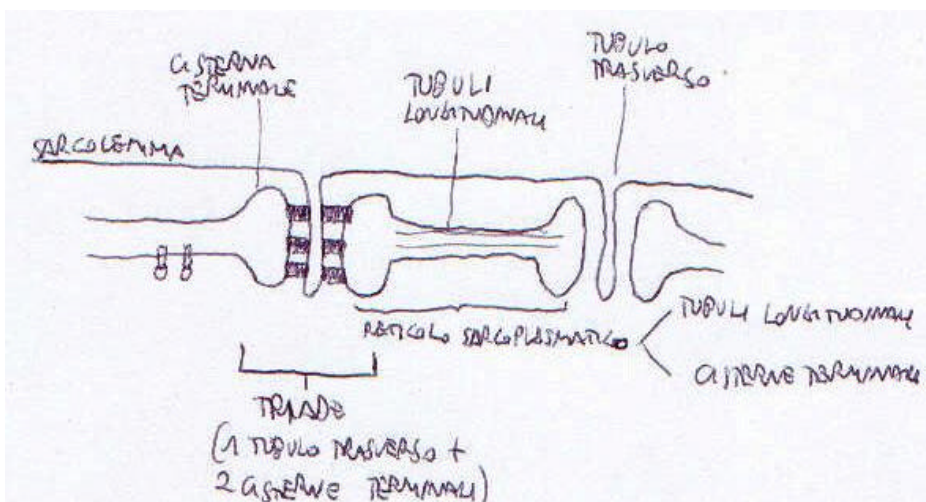 CISTERNA
TERMINALE
TUBULI
LONGITUDINALI
TUBULO
TRASVERSO
SARCOLEMMA
RETICOLO SARCOPLASMATICO
TUBULI LONGITUDINALI
CISTERNE TERMINALI
TRIADE
(1 TUBULO TRASVERSO +
2 CISTERNE TERMINALI)